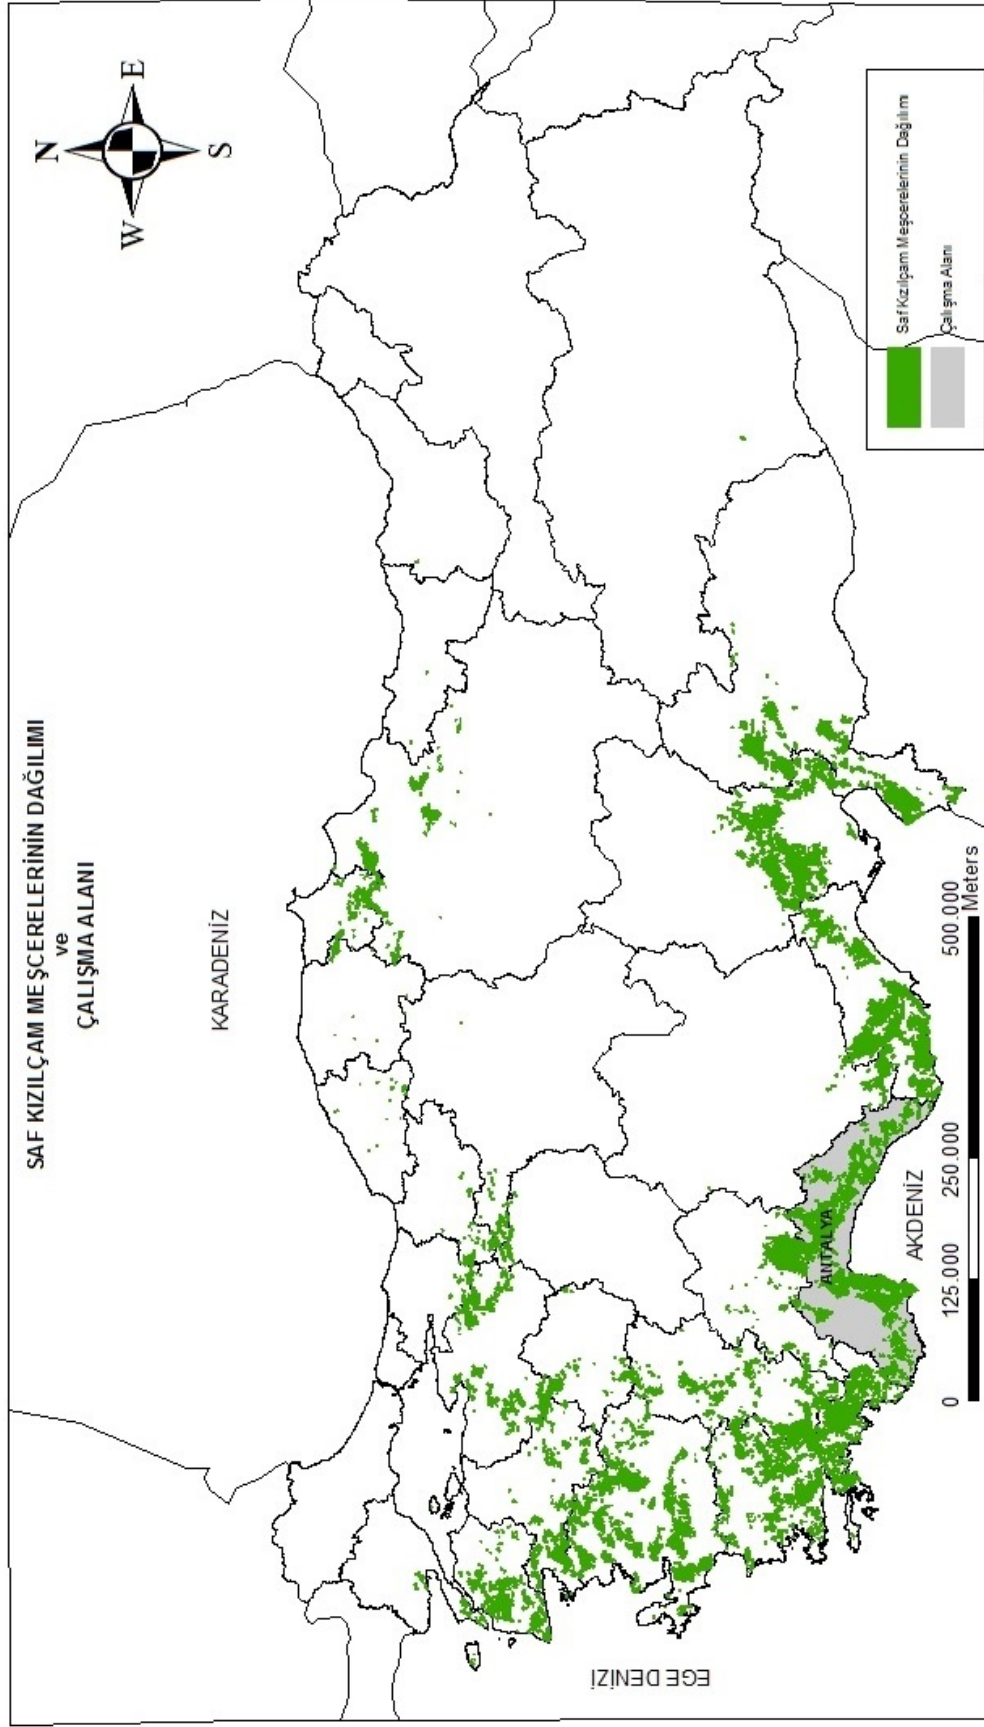 SAF KIZILÇAM MEŞCERELERİNİN DAĞILIMI
ve
ÇALIŞMA ALANI
N
W
E
S
KARADENİZ
EGE DENİZİ
ANTALYA
AKDENİZ
0 125.000 250.000 500.000
Meters
Saf Kızılçam Meşcerelerinin Dağılımı
Çalışma Alanı